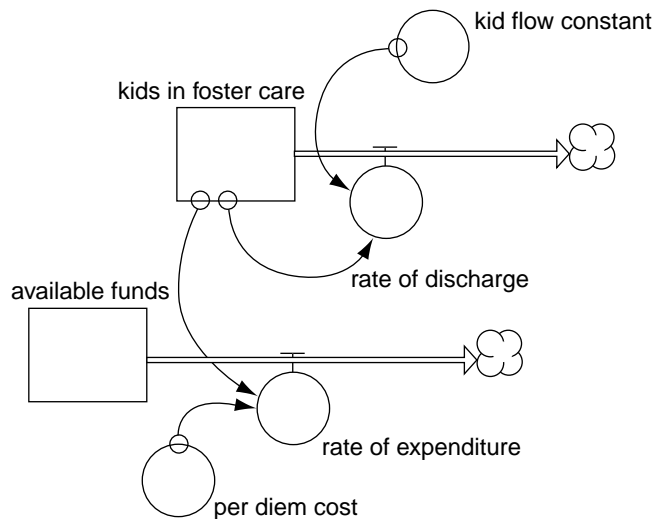 kid flow constant
kids in foster care
rate of discharge
available funds
rate of expenditure
per diem cost